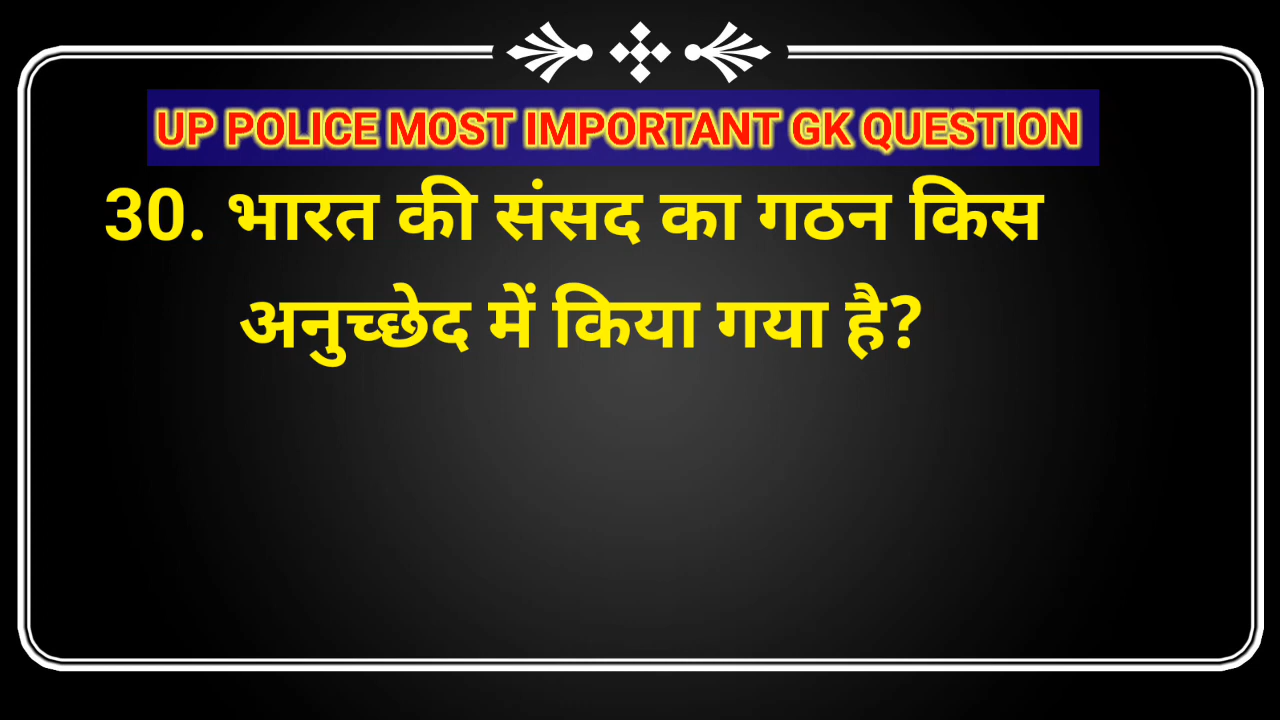 UP POLICE MOST IMPORTANT GK QUESTION
30. भारत की संसद का गठन किस
अनुच्छेद में किया गया है?